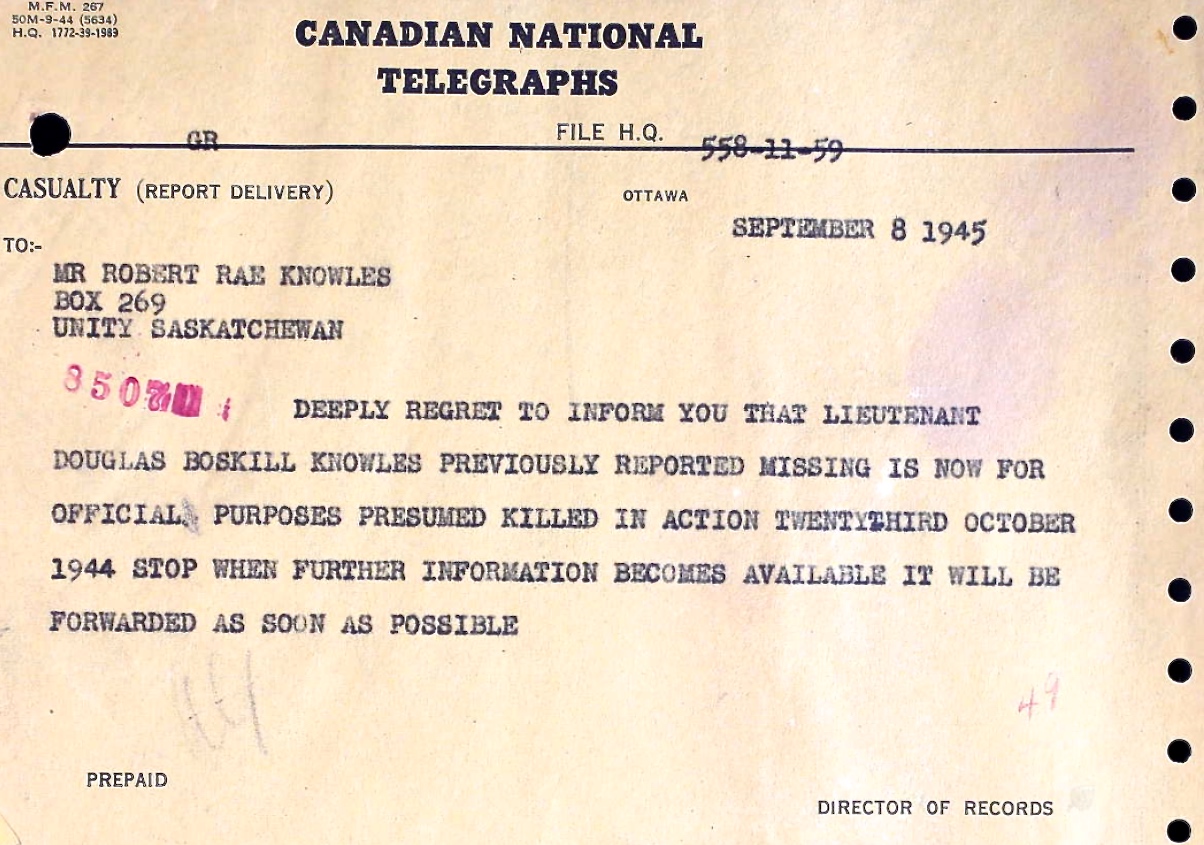 M.F.M. 267
50M-9-44 (5634)
H.Q. 1772-39-1989
CANADIAN NATIONAL
TELEGRAPHS
GR
FILE H.Q. 558-11-59
CASUALTY (REPORT DELIVERY)
OTTAWA
SEPTEMBER 8 1945
TO:-
MR ROBERT RAE KNOWLES
BOX 269
UNITY SASKATCHEWAN
8507
DEEPLY REGRET TO INFORM YOU THAT LIEUTENANT
DOUGLAS BOSKILL KNOWLES PREVIOUSLY REPORTED MISSING IS NOW FOR
OFFICIAL PURPOSES PRESUMED KILLED IN ACTION TWENTYTHIRD OCTOBER
1944 STOP WHEN FURTHER INFORMATION BECOMES AVAILABLE IT WILL BE
FORWARDED AS SOON AS POSSIBLE
49
PREPAID
DIRECTOR OF RECORDS